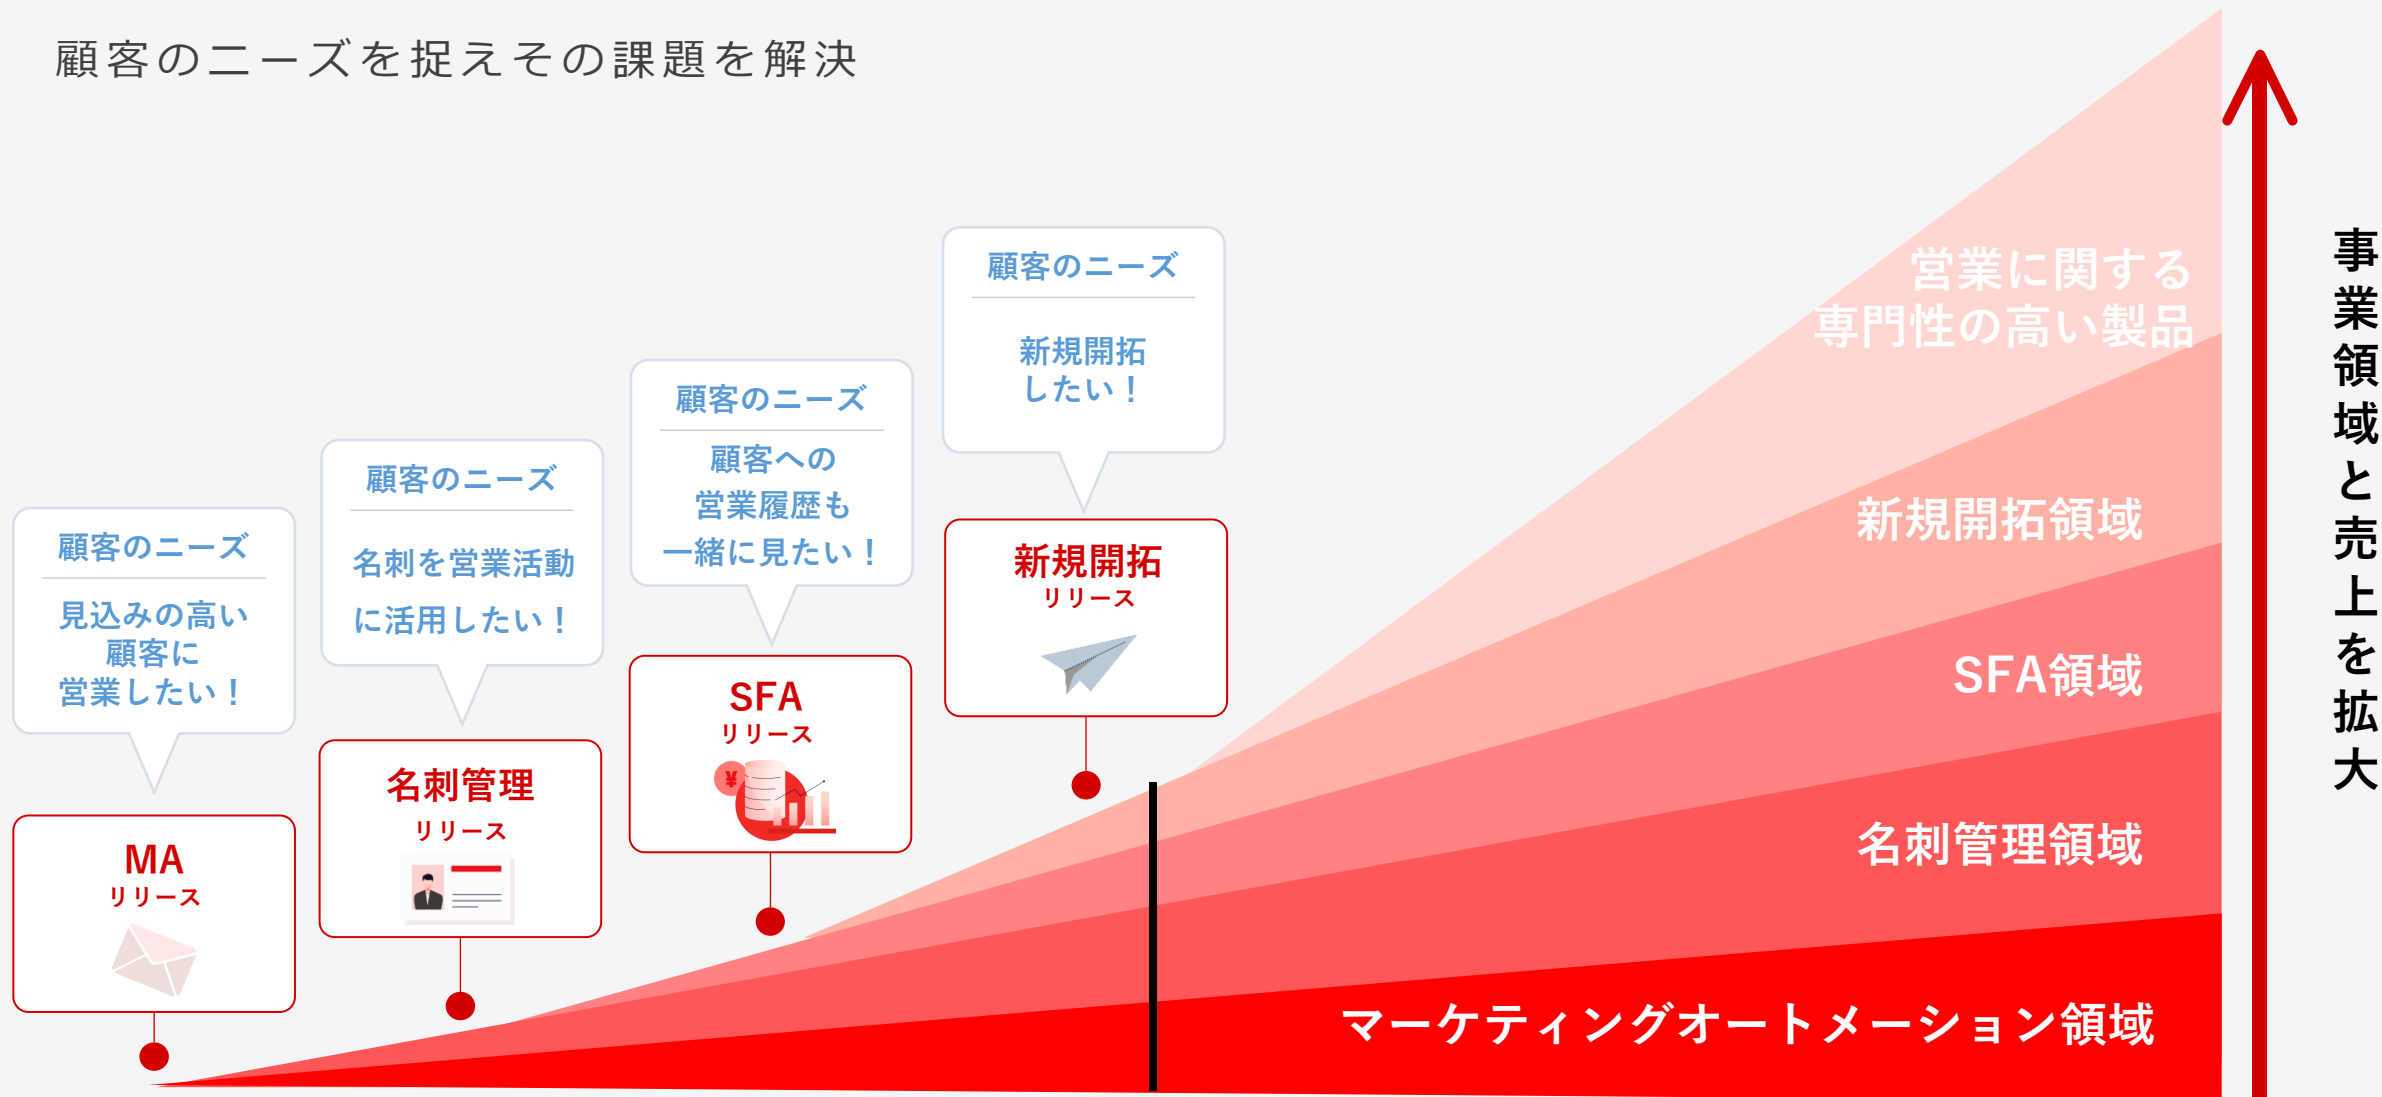 顧客のニーズを捉えその課題を解決
顧客のニーズ
見込みの高い
顧客に
営業したい！
MA
リリース
顧客のニーズ
名刺を営業活動
に活用したい！
名刺管理
リリース
顧客のニーズ
顧客への
営業履歴も
一緒に見たい！
SFA
リリース
¥
顧客のニーズ
新規開拓
したい！
新規開拓
リリース
営業に関する
専門性の高い製品
新規開拓領域
SFA領域
名刺管理領域
マーケティングオートメーション領域
事業領域と売上を拡大